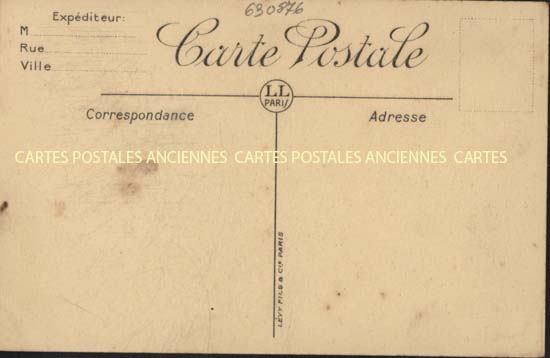 630876
Expéditeur:
M
Rue
Ville
Carte Postale
LL
PARIS
Correspondance
Adresse
CARTES POSTALES ANCIENNES CARTES POSTALES ANCIENNES CARTES
LÉVY FILS & Cie PARIS